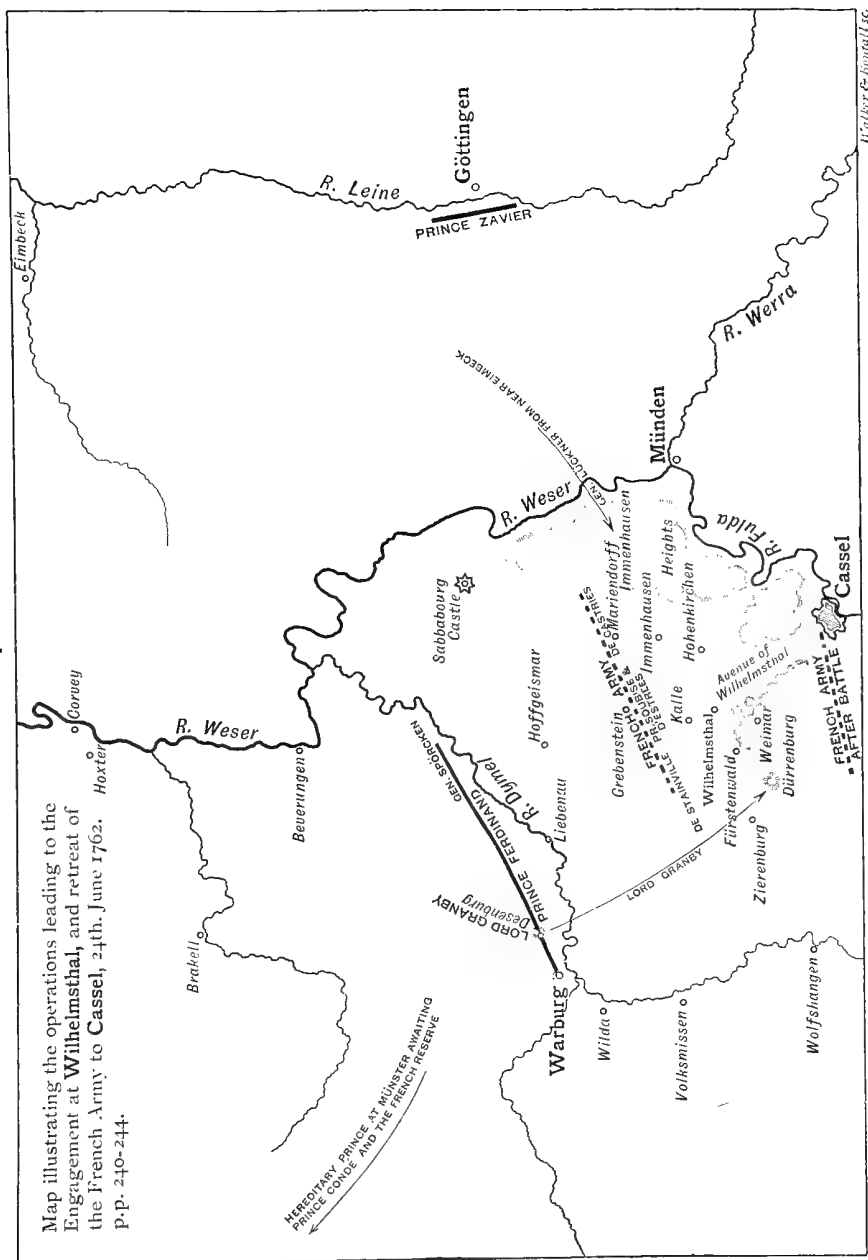 Map illustrating the operations leading to the
Engagement at Wilhelmsthal, and retreat of
the French Army to Cassel, 24th. June 1762.
p.p. 240-244.
Eimbeck
R. Leine
Göttingen
PRINCE ZAVIER
Corvey
Hoxter
R. Weser
Beverungen
Brakell
HEREDITARY PRINCE AT MÜNSTER AWAITING
PRINCE CONDÉ AND THE FRENCH RESERVE
GEN. LUCKNER FROM NEAR EIMBECK
R. Weser
Sabbabourg
Castle
R. Werra
Münden
R. Fulda
GEN. SPÖRCKEN
PRINCE FERDINAND
LORD GRANBY
Desenburg
R. Dymel
Hoffgeismar
Liebenau
Warburg
Wilda
Volksmissen
Wolfshangen
LORD GRANBY
Mariendorff
Immenhausen
Heights
Immenhausen
Hohenkirchen
Grebenstein
FRENCH ARMY DE CASTRIES
SOUBISE &
D'ESTRÉES
DE STAINVILLE
Kalle
Wilhelmsthal
Avenue of
Wilhelmsthal
Fürstenwald
Weimar
Dürrenburg
Zierenburg
Cassel
FRENCH ARMY
AFTER BATTLE
Walker & Boutall sc.